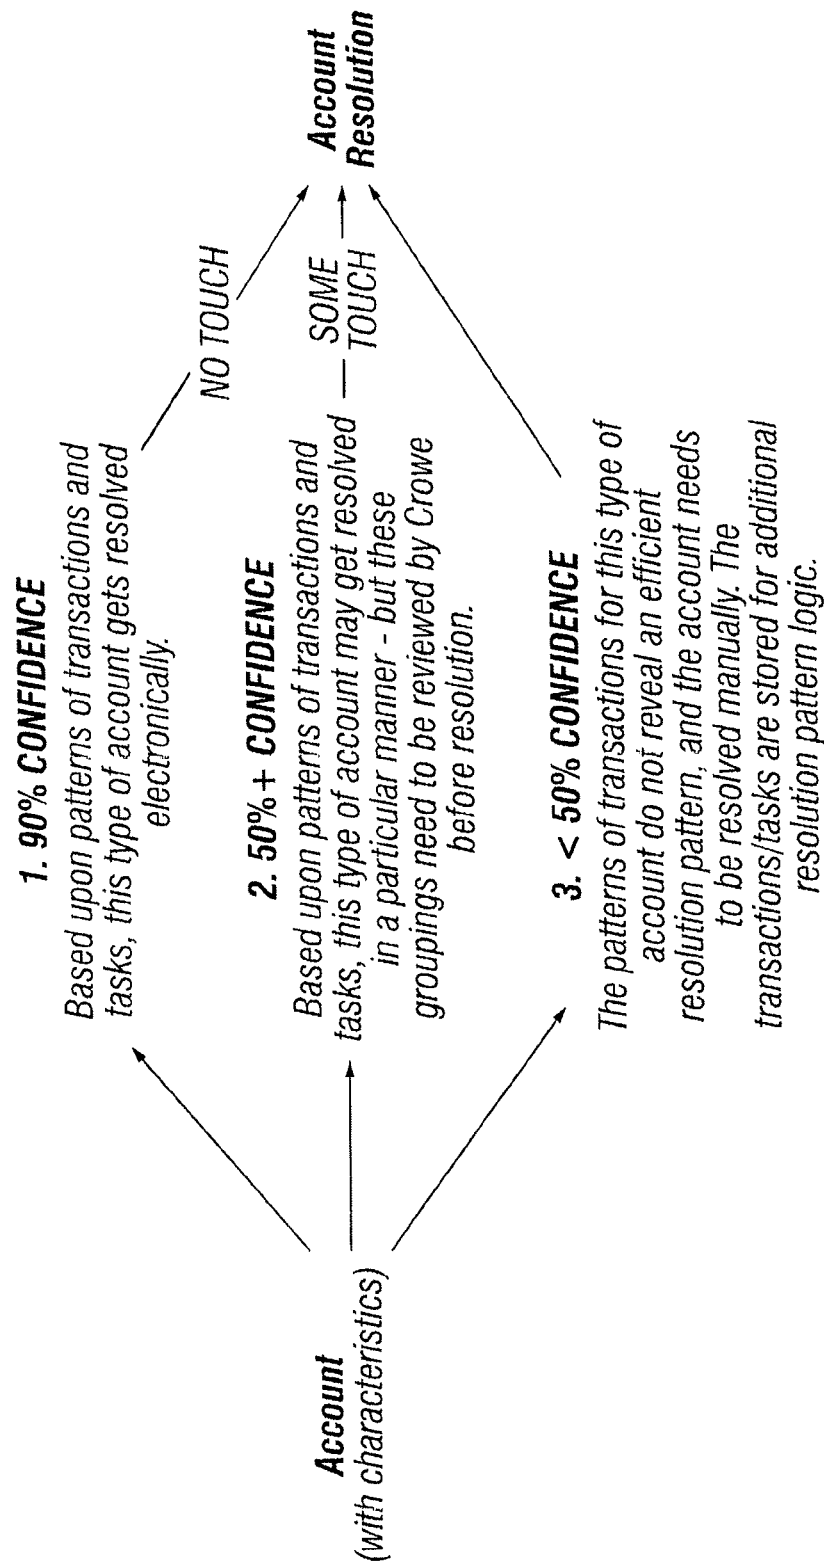 Account
(with characteristics)
1. 90% CONFIDENCE
Based upon patterns of transactions and
tasks, this type of account gets resolved
electronically.
NO TOUCH
2. 50%+ CONFIDENCE
Based upon patterns of transactions and
tasks, this type of account may get resolved
in a particular manner - but these
groupings need to be reviewed by Crowe
before resolution.
SOME
TOUCH
3. < 50% CONFIDENCE
The patterns of transactions for this type of
account do not reveal an efficient
resolution pattern, and the account needs
to be resolved manually. The
transactions/tasks are stored for additional
resolution pattern logic.
Account
Resolution